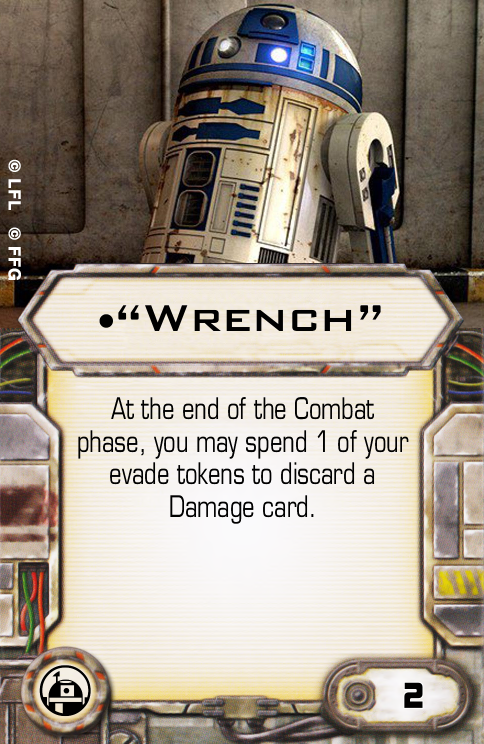 © LFL © FFG
•“WRENCH”
At the end of the Combat
phase, you may spend 1 of your
evade tokens to discard a
Damage card.
2